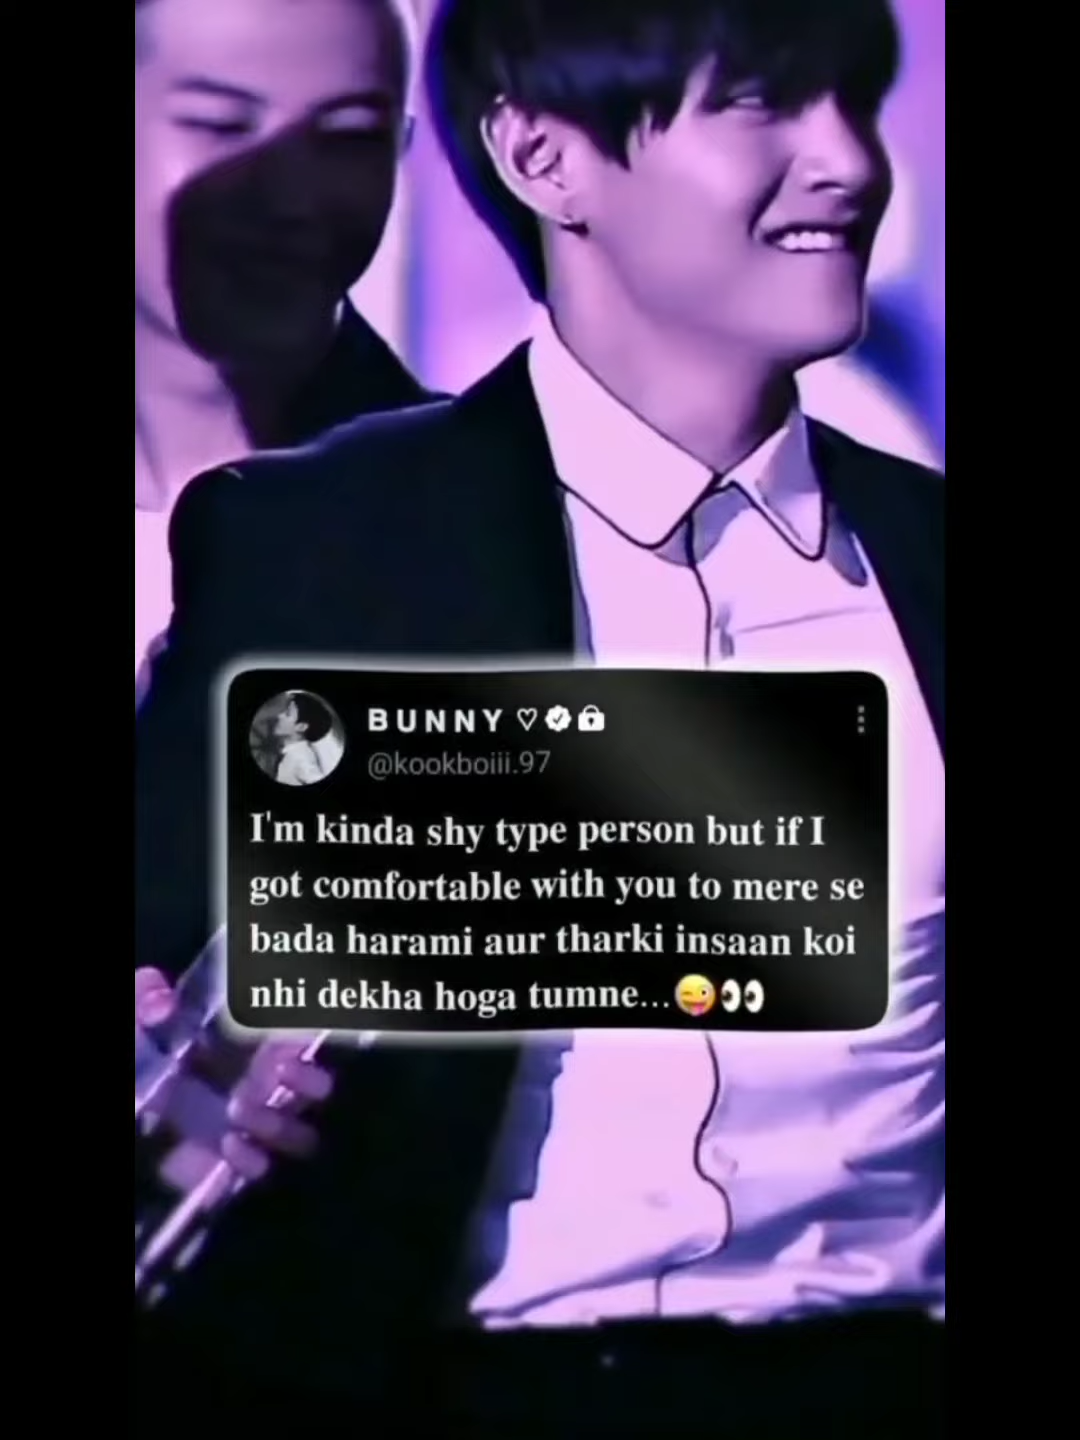 BUNNY♡
@kookboiii.97
I'm kinda shy type person but if I
got comfortable with you to mere se
bada harami aur tharki insaan koi
nhi dekha hoga tumne...😜👀